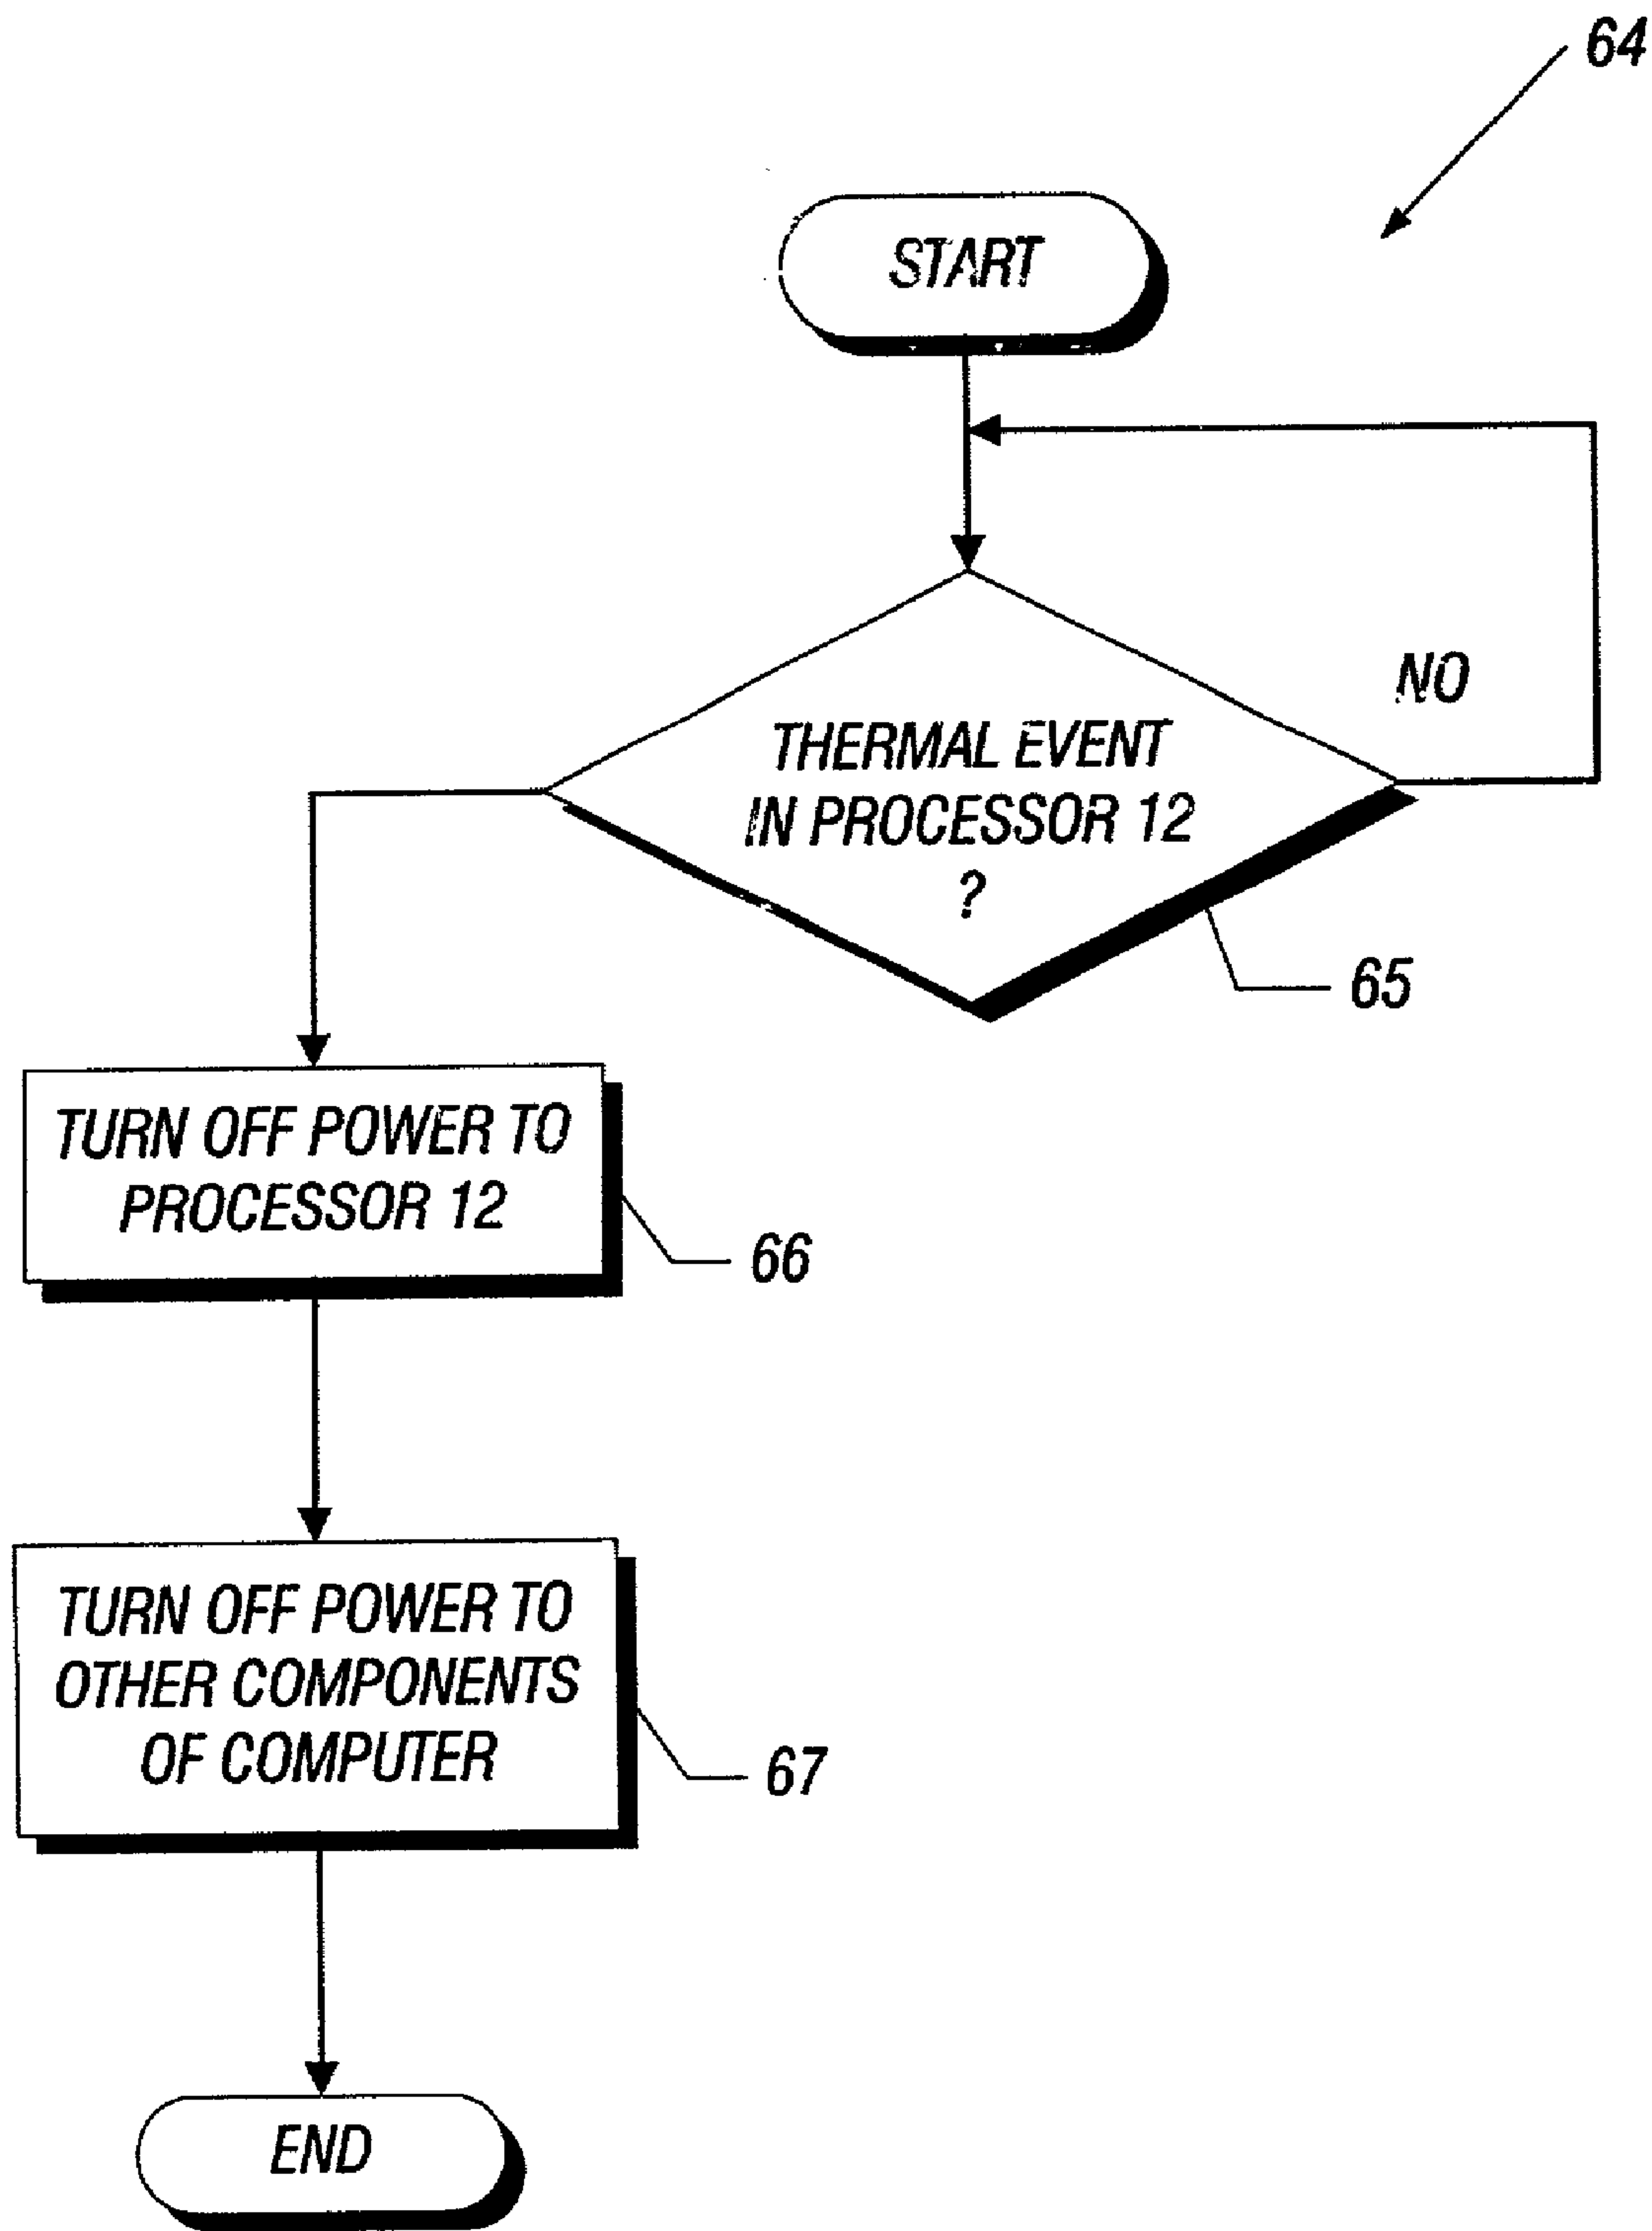 64
START
NO
THERMAL EVENT
IN PROCESSOR 12
?
65
TURN OFF POWER TO
PROCESSOR 12
66
TURN OFF POWER TO
OTHER COMPONENTS
OF COMPUTER
67
END